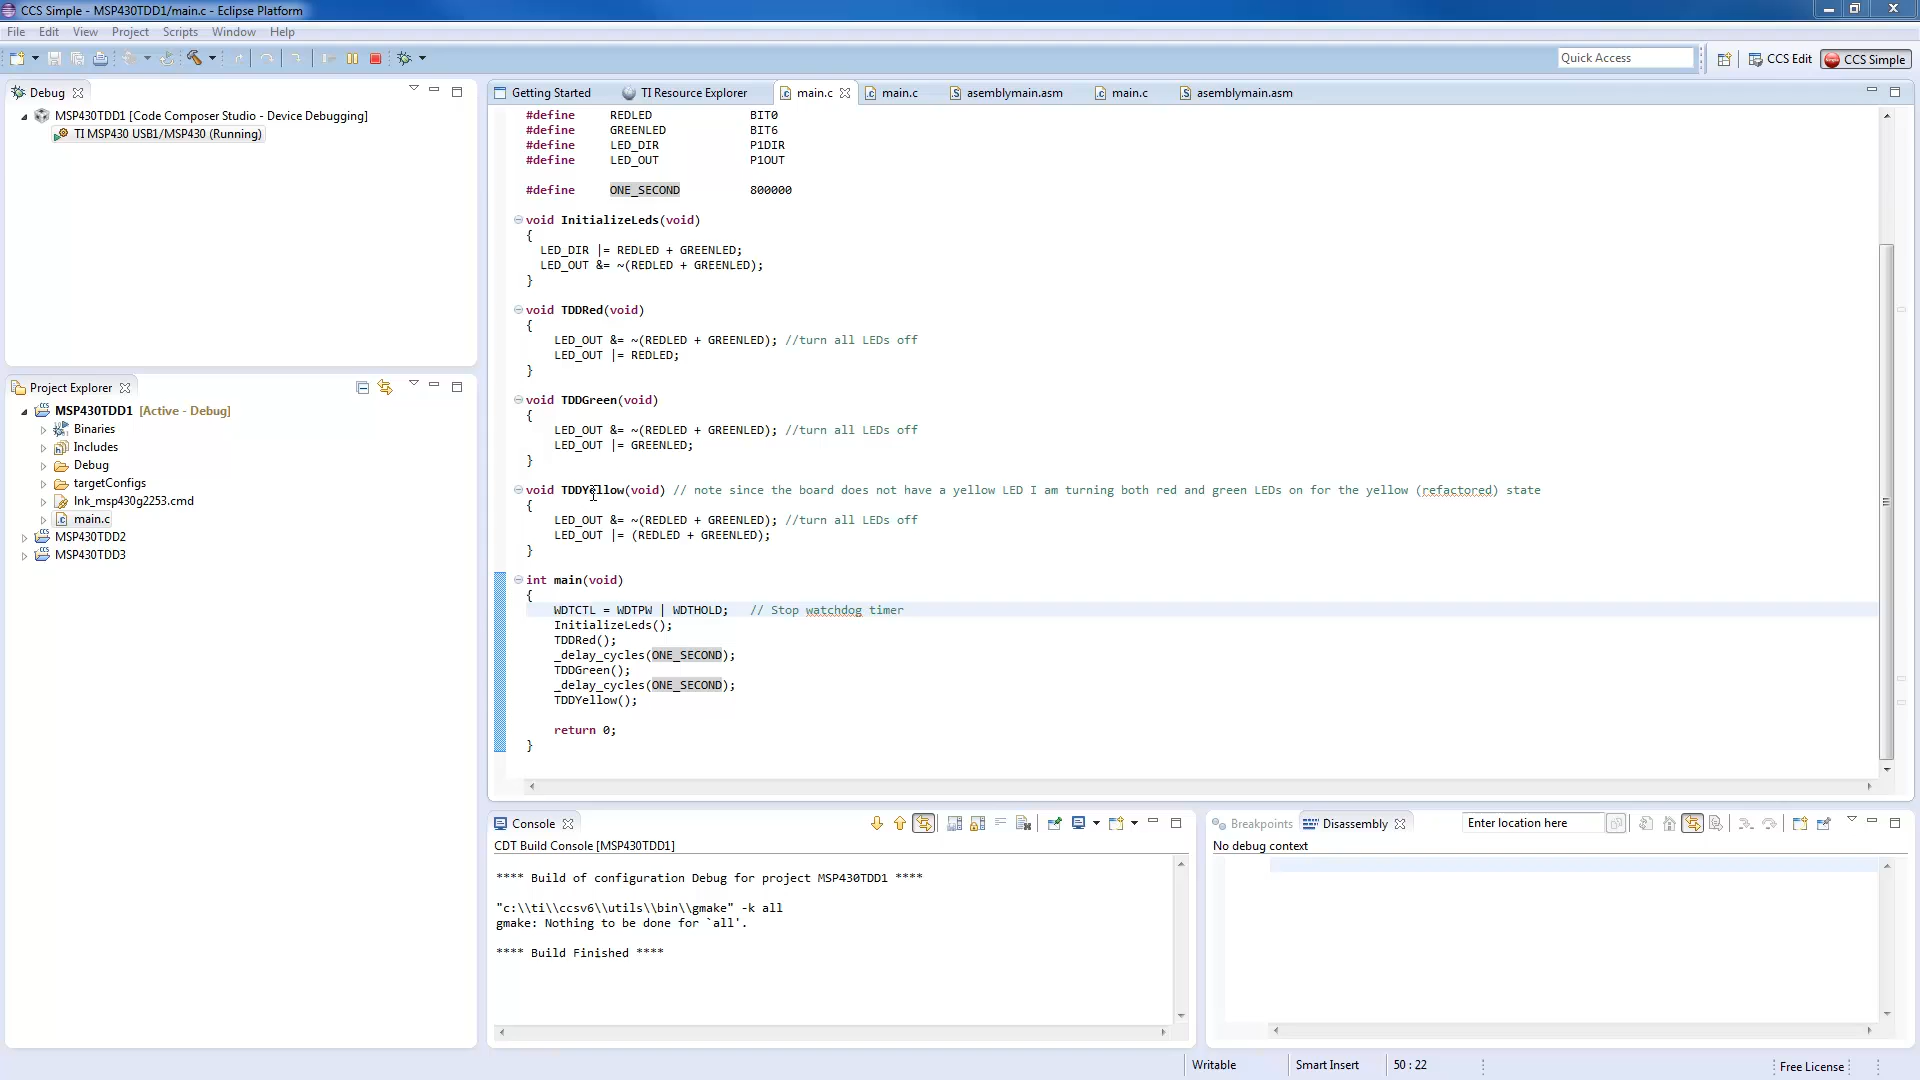 CCS Simple - MSP430TDD1/main.c - Eclipse Platform
File Edit View Project Scripts Window Help
Quick Access
CCS Edit
CCS Simple
Debug
MSP430TDD1 [Code Composer Studio - Device Debugging]
TI MSP430 USB1/MSP430 (Running)
Project Explorer
MSP430TDD1 [Active - Debug]
Binaries
Includes
Debug
targetConfigs
lnk_msp430g2253.cmd
main.c
MSP430TDD2
MSP430TDD3
Getting Started TI Resource Explorer main.c main.c asemblymain.asm main.c asemblymain.asm
#define REDLED BIT0
#define GREENLED BIT6
#define LED_DIR P1DIR
#define LED_OUT P1OUT
#define ONE_SECOND 800000
void InitializeLeds(void)
{
LED_DIR |= REDLED + GREENLED;
LED_OUT &= ~(REDLED + GREENLED);
}
void TDDRed(void)
{
LED_OUT &= ~(REDLED + GREENLED); //turn all LEDs off
LED_OUT |= REDLED;
}
void TDDGreen(void)
{
LED_OUT &= ~(REDLED + GREENLED); //turn all LEDs off
LED_OUT |= GREENLED;
}
void TDDYellow(void) // note since the board does not have a yellow LED I am turning both red and green LEDs on for the yellow (refactored) state
{
LED_OUT &= ~(REDLED + GREENLED); //turn all LEDs off
LED_OUT |= (REDLED + GREENLED);
}
int main(void)
{
WDTCTL = WDTPW | WDTHOLD; // Stop watchdog timer
InitializeLeds();
TDDRed();
_delay_cycles(ONE_SECOND);
TDDGreen();
_delay_cycles(ONE_SECOND);
TDDYellow();
return 0;
}
Console
CDT Build Console [MSP430TDD1]
**** Build of configuration Debug for project MSP430TDD1 ****
"c:\\ti\\ccsv6\\utils\\bin\\gmake" -k all
gmake: Nothing to be done for `all'.
**** Build Finished ****
Breakpoints Disassembly Enter location here
No debug context
Writable Smart Insert 50 : 22 Free License